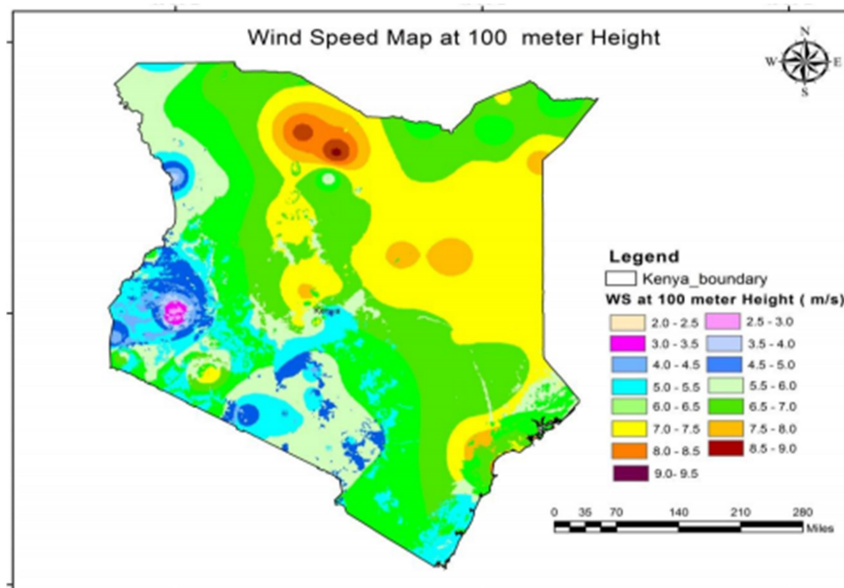 Wind Speed Map at 100 meter Height
N
W E
S
Legend
Kenya_boundary
WS at 100 meter Height ( m/s)
2.0 - 2.5 2.5 - 3.0
3.0 - 3.5 3.5 - 4.0
4.0 - 4.5 4.5 - 5.0
5.0 - 5.5 5.5 - 6.0
6.0 - 6.5 6.5 - 7.0
7.0 - 7.5 7.5 - 8.0
8.0 - 8.5 8.5 - 9.0
9.0- 9.5
Kenya
0 35 70 140 210 280
Miles